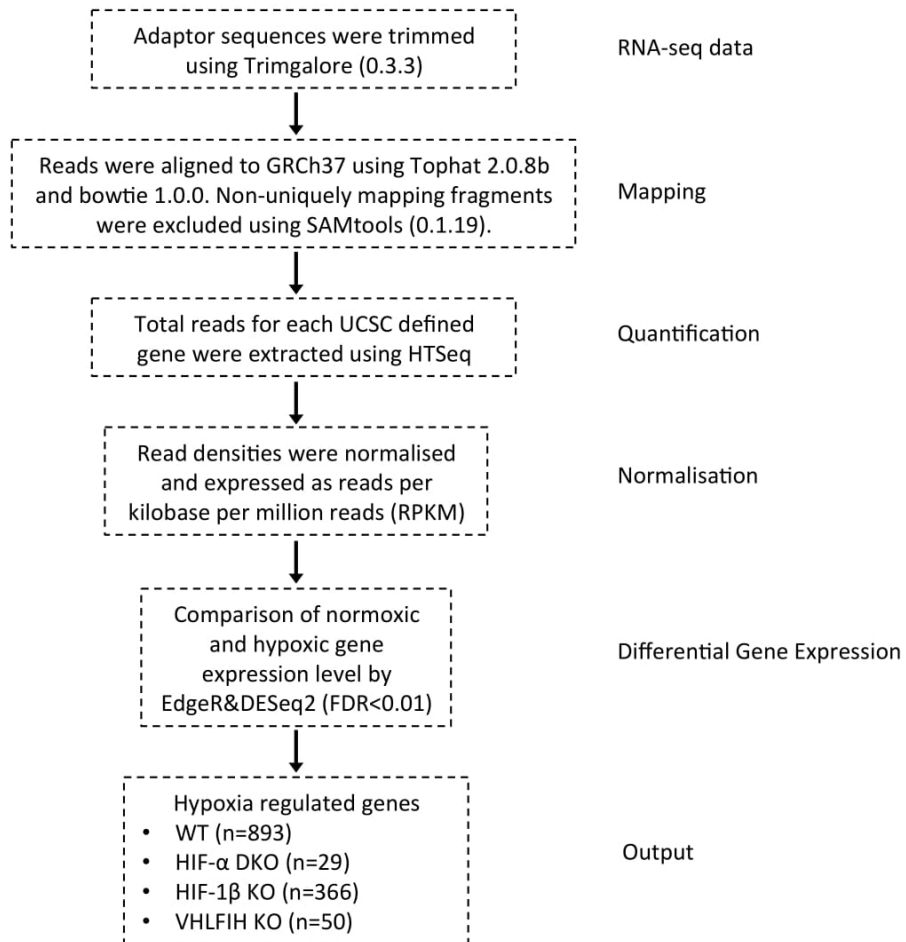 Adaptor sequences were trimmed
using Trimgalore (0.3.3)
RNA-seq data
Reads were aligned to GRCh37 using Tophat 2.0.8b
and bowtie 1.0.0. Non-uniquely mapping fragments
were excluded using SAMtools (0.1.19).
Mapping
Total reads for each UCSC defined
gene were extracted using HTSeq
Quantification
Read densities were normalised
and expressed as reads per
kilobase per million reads (RPKM)
Normalisation
Comparison of normoxic
and hypoxic gene
expression level by
EdgeR&DESeq2 (FDR<0.01)
Differential Gene Expression
Hypoxia regulated genes
• WT (n=893)
• HIF-α DKO (n=29)
• HIF-1β KO (n=366)
• VHLFIH KO (n=50)
Output